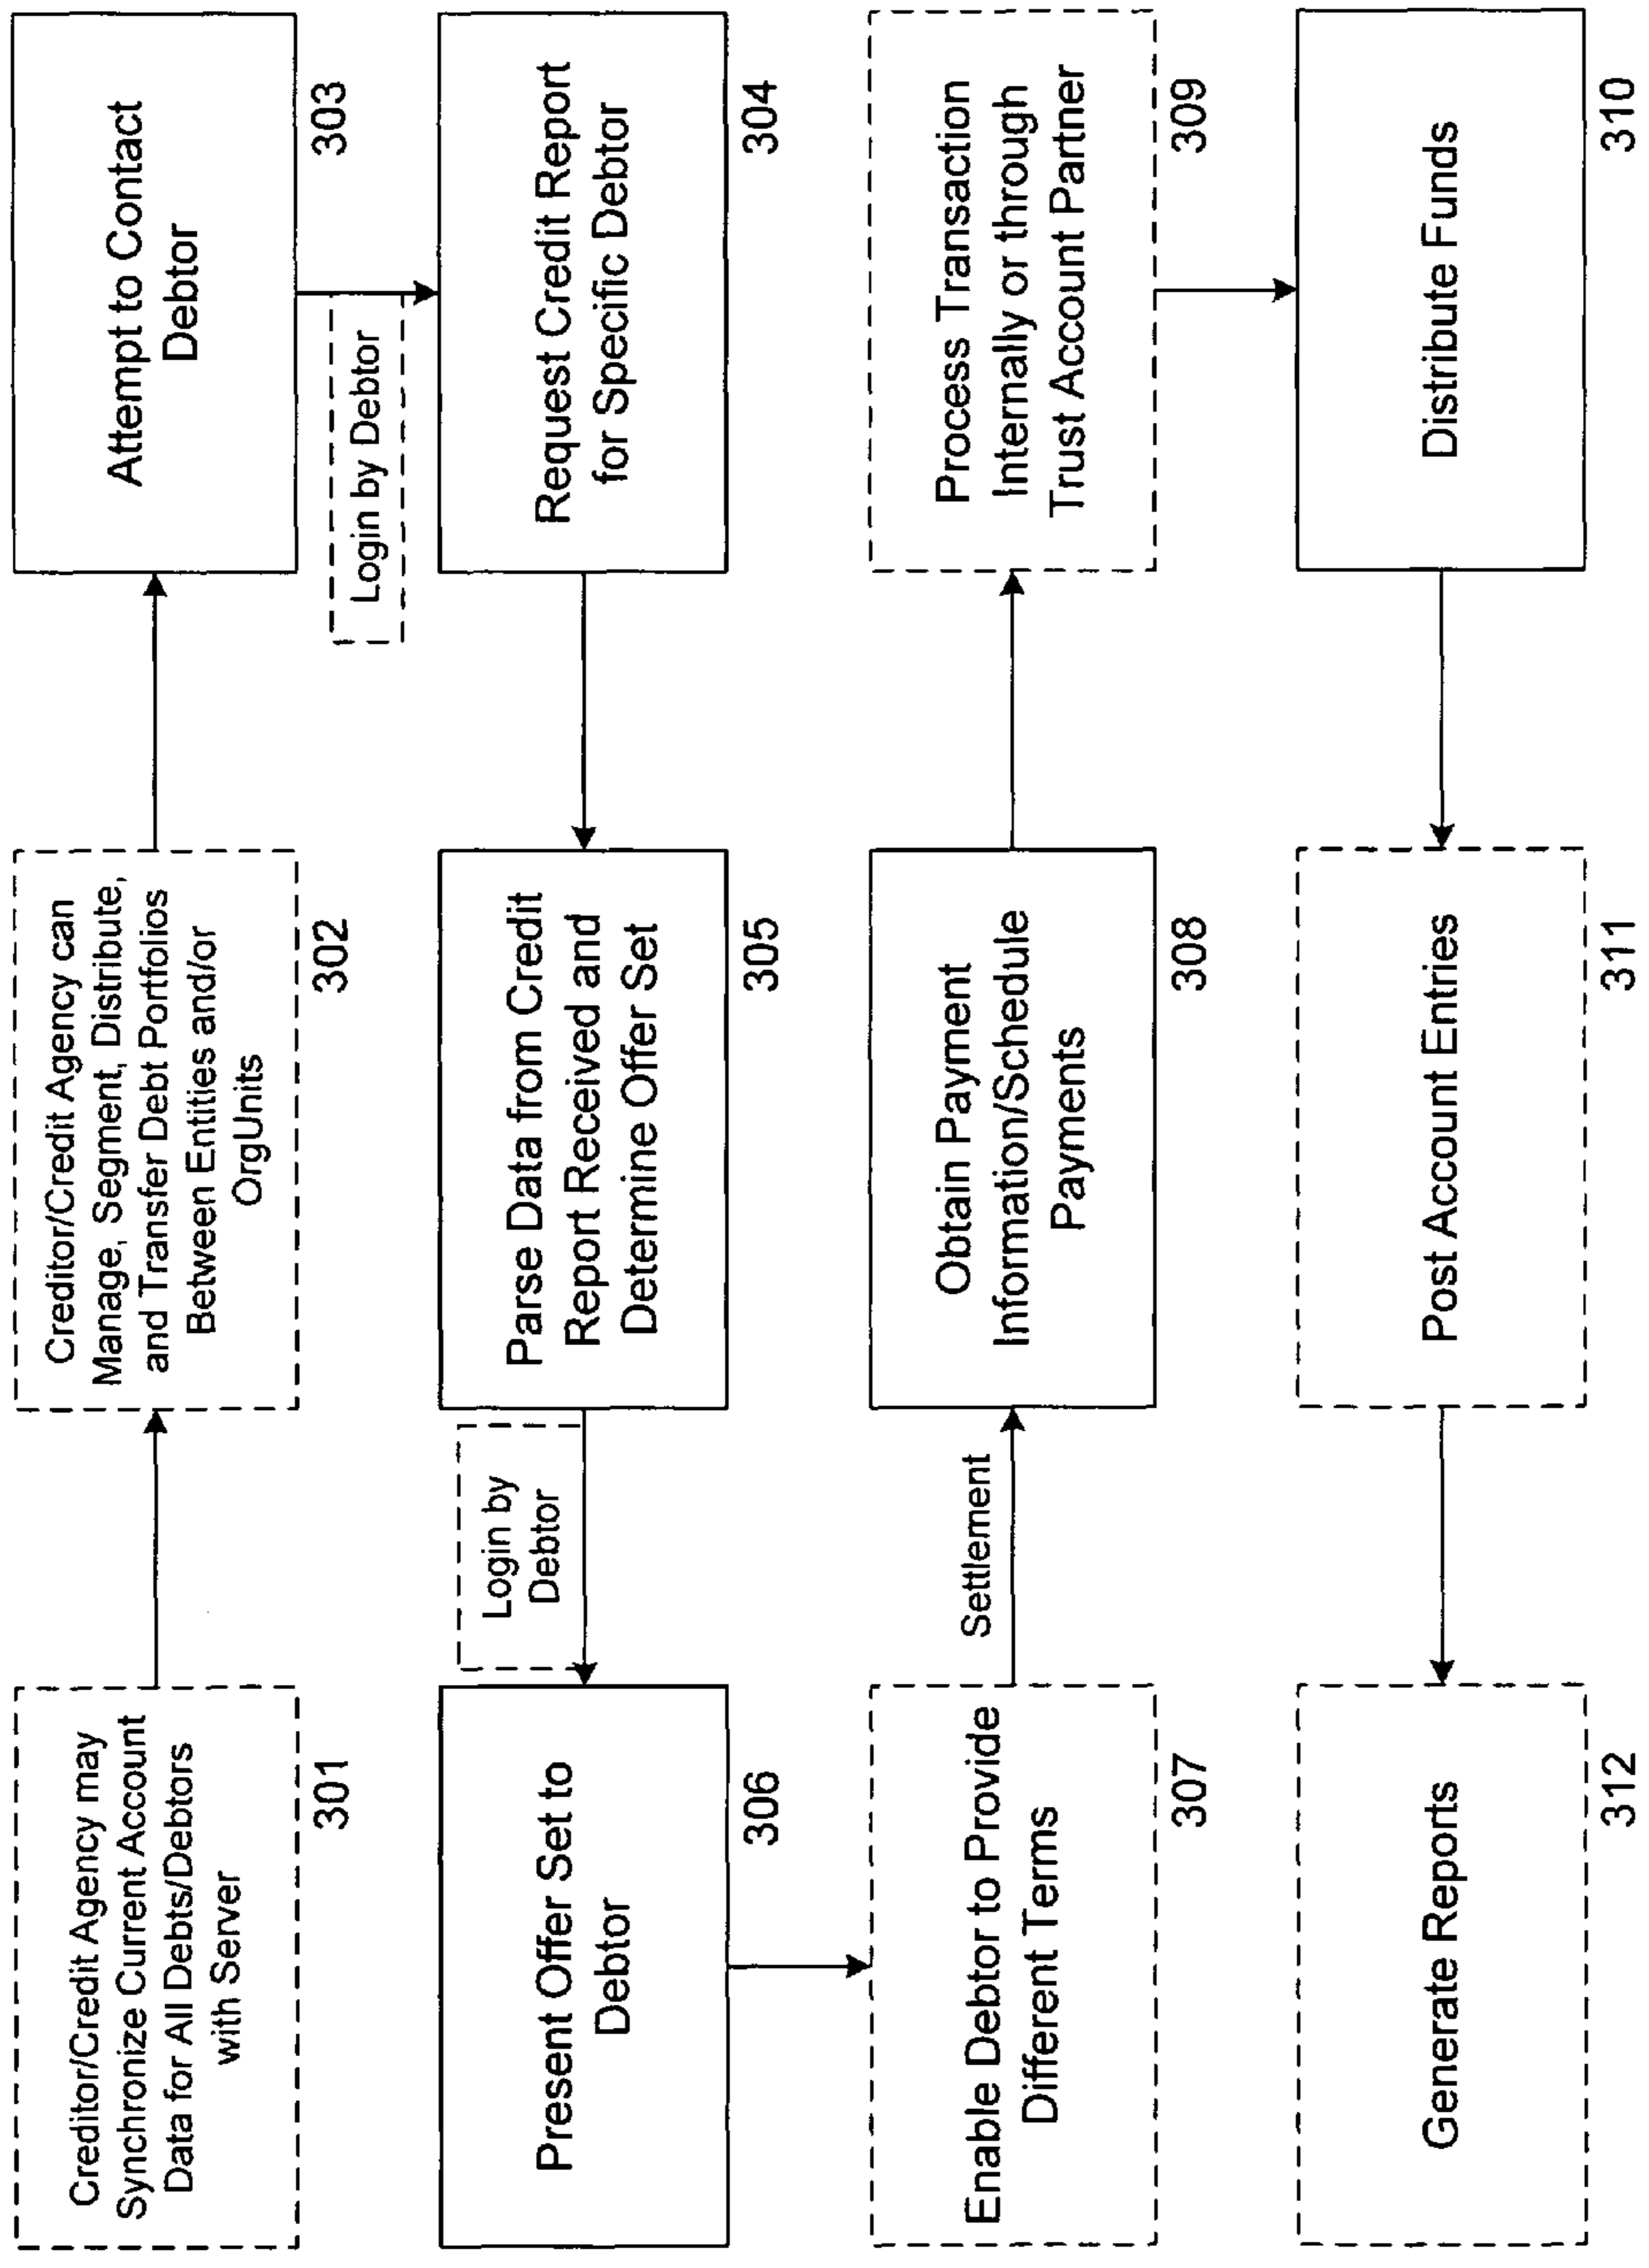 Creditor/Credit Agency may
Synchronize Current Account
Data for All Debts/Debtors
with Server
301
Creditor/Credit Agency can
Manage, Segment, Distribute,
and Transfer Debt Portfolios
Between Entities and/or
OrgUnits
302
Attempt to Contact
Debtor
303
Login by Debtor
Request Credit Report
for Specific Debtor
304
Parse Data from Credit
Report Received and
Determine Offer Set
305
Login by
Debtor
Present Offer Set to
Debtor
306
Enable Debtor to Provide
Different Terms
307
Settlement
Obtain Payment
Information/Schedule
Payments
308
Process Transaction
Internally or through
Trust Account Partner
309
Distribute Funds
310
Post Account Entries
311
Generate Reports
312